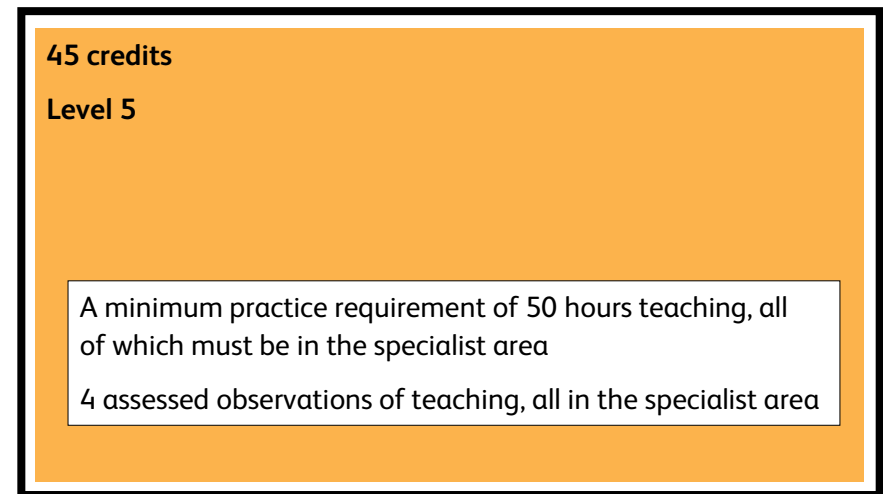 45 credits
Level 5
A minimum practice requirement of 50 hours teaching, all
of which must be in the specialist area
4 assessed observations of teaching, all in the specialist area